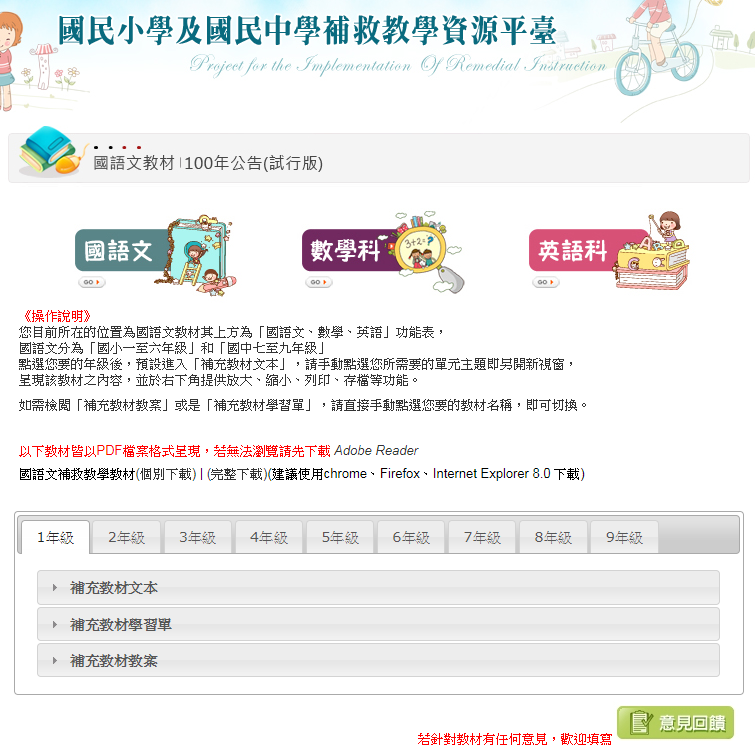 國民小學及國民中學補救教學資源平臺
Project for the Implementation Of Remedial Instruction
國語文教材 | 100年公告(試行版)
國語文
數學科
3+2=?
英語科
GO
GO
GO
《操作說明》
您目前所在的位置為國語文教材其上方為「國語文、數學、英語」功能表，
國語文分為「國小一至六年級」和「國中七至九年級」
點選您要的年級後，預設進入「補充教材文本」，請手動點選您所需要的單元主題即另開新視窗，
呈現該教材之內容，並於右下角提供放大、縮小、列印、存檔等功能。
如需檢閱「補充教材教案」或是「補充教材學習單」，請直接手動點選您要的教材名稱，即可切換。
以下教材皆以PDF檔案格式呈現，若無法瀏覽請先下載 Adobe Reader
國語文補救教學教材(個別下載) | (完整下載)(建議使用chrome、Firefox、Internet Explorer 8.0 下載)
1年級
2年級
3年級
4年級
5年級
6年級
7年級
8年級
9年級
補充教材文本
補充教材學習單
補充教材教案
若針對教材有任何意見，歡迎填寫
意見回饋